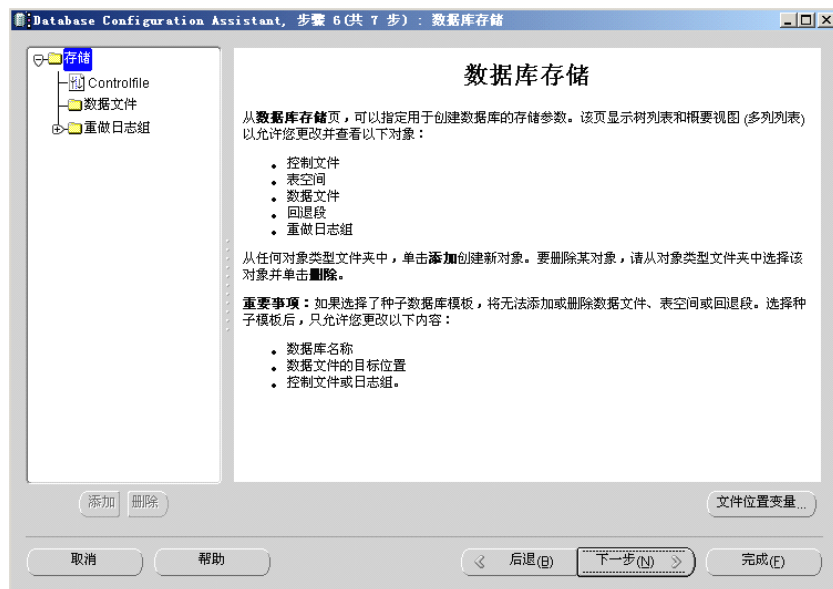 Database Configuration Assistant, 步骤 6(共 7 步) : 数据库存储
存储
Controlfile
数据文件
重做日志组
数据库存储
从数据库存储页，可以指定用于创建数据库的存储参数。该页显示树列表和概要视图 (多列列表)
以允许您更改并查看以下对象：
控制文件
表空间
数据文件
回退段
重做日志组
从任何对象类型文件夹中，单击添加创建新对象。要删除某对象，请从对象类型文件夹中选择该
对象并单击删除。
重要事项：如果选择了种子数据库模板，将无法添加或删除数据文件、表空间或回退段。选择种
子模板后，只允许您更改以下内容：
数据库名称
数据文件的目标位置
控制文件或日志组。
添加 删除 文件位置变量...
取消 帮助 后退(B) 下一步(N) 完成(F)